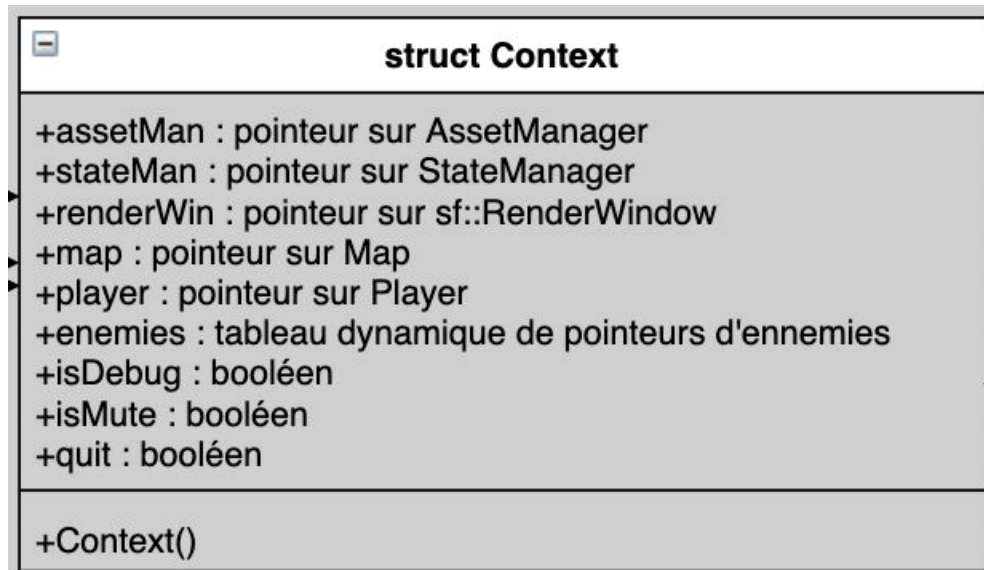 struct Context
+assetMan : pointeur sur AssetManager
+stateMan : pointeur sur StateManager
+renderWin : pointeur sur sf::RenderWindow
+map : pointeur sur Map
+player : pointeur sur Player
+enemies : tableau dynamique de pointeurs d'ennemies
+isDebug : booléen
+isMute : booléen
+quit : booléen
+Context()